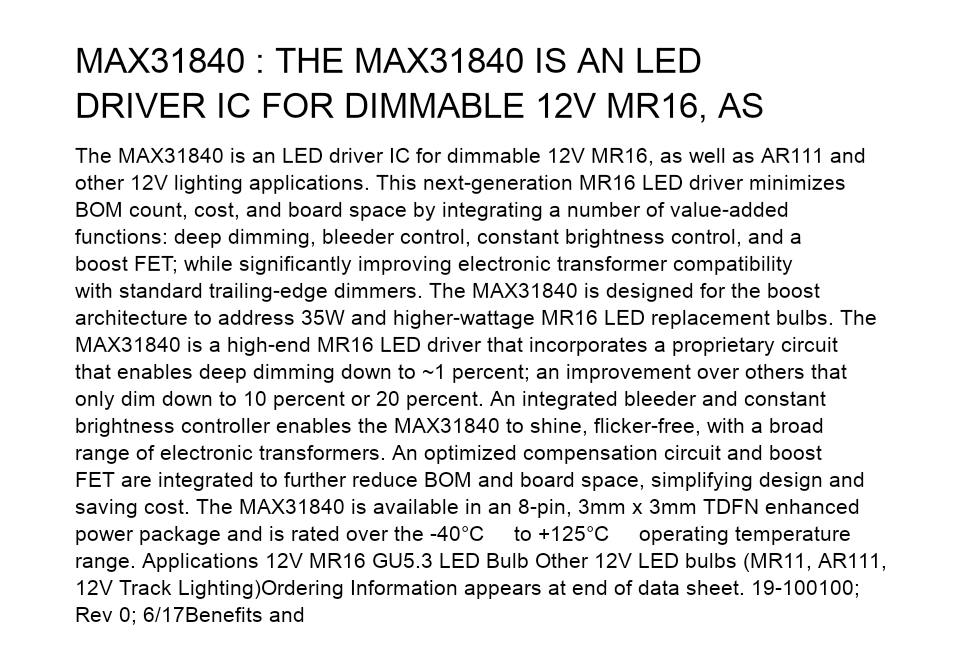 MAX31840 : THE MAX31840 IS AN LED
DRIVER IC FOR DIMMABLE 12V MR16, AS
The MAX31840 is an LED driver IC for dimmable 12V MR16, as well as AR111 and
other 12V lighting applications. This next-generation MR16 LED driver minimizes
BOM count, cost, and board space by integrating a number of value-added
functions: deep dimming, bleeder control, constant brightness control, and a
boost FET; while significantly improving electronic transformer compatibility
with standard trailing-edge dimmers. The MAX31840 is designed for the boost
architecture to address 35W and higher-wattage MR16 LED replacement bulbs. The
MAX31840 is a high-end MR16 LED driver that incorporates a proprietary circuit
that enables deep dimming down to ~1 percent; an improvement over others that
only dim down to 10 percent or 20 percent. An integrated bleeder and constant
brightness controller enables the MAX31840 to shine, flicker-free, with a broad
range of electronic transformers. An optimized compensation circuit and boost
FET are integrated to further reduce BOM and board space, simplifying design and
saving cost. The MAX31840 is available in an 8-pin, 3mm x 3mm TDFN enhanced
power package and is rated over the -40°C to +125°C operating temperature
range. Applications 12V MR16 GU5.3 LED Bulb Other 12V LED bulbs (MR11, AR111,
12V Track Lighting)Ordering Information appears at end of data sheet. 19-100100;
Rev 0; 6/17Benefits and